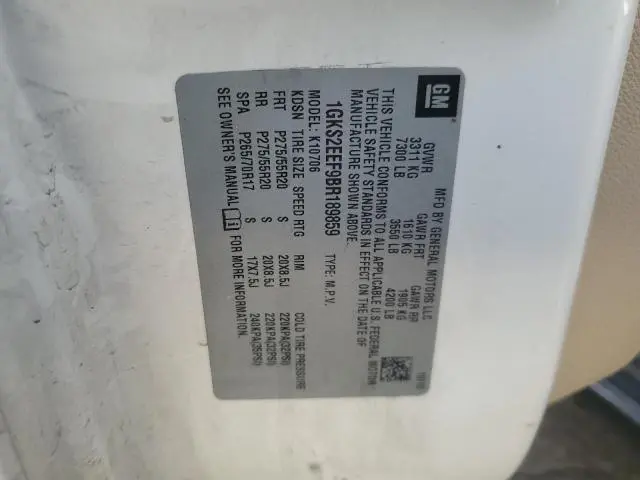 GM
MFD BY GENERAL MOTORS LLC
GVWR GAWR FRT GAWR RR
3311 KG 1610 KG 1905 KG
7300 LB 3550 LB 4200 LB
THIS VEHICLE CONFORMS TO ALL APPLICABLE U.S. FEDERAL MOTOR
VEHICLE SAFETY STANDARDS IN EFFECT ON THE DATE OF
MANUFACTURE SHOWN ABOVE.
1GKS2EEF9BR189859 TYPE: M.P.V.
MODEL: K10706
KDSN TIRE SIZE SPEED RTG RIM COLD TIRE PRESSURE
FRT P275/55R20 S 20X8.5J 220KPA(32PSI)
RR P275/55R20 S 20X8.5J 220KPA(32PSI)
SPA P265/70R17 S 17X7.5J 240KPA(35PSI)
SEE OWNER'S MANUAL FOR MORE INFORMATION.